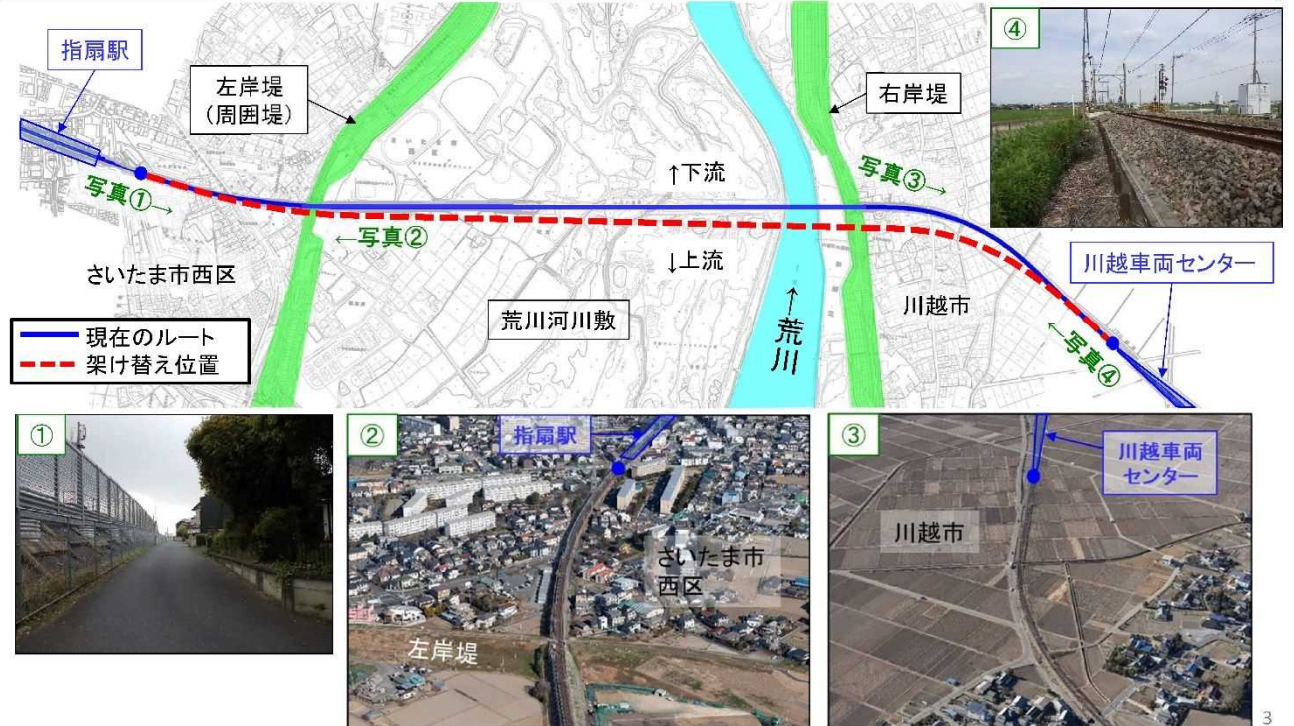 指扇駅
左岸堤
(周囲堤)
↑下流
右岸堤
写真③→
④
写真①→
←写真②
↓上流
さいたま市西区
荒川河川敷
←荒川
川越市
川越車両センター
←写真④
現在のルート
架け替え位置
①
②
指扇駅
さいたま市
西区
左岸堤
③
川越車両
センター
川越市
3